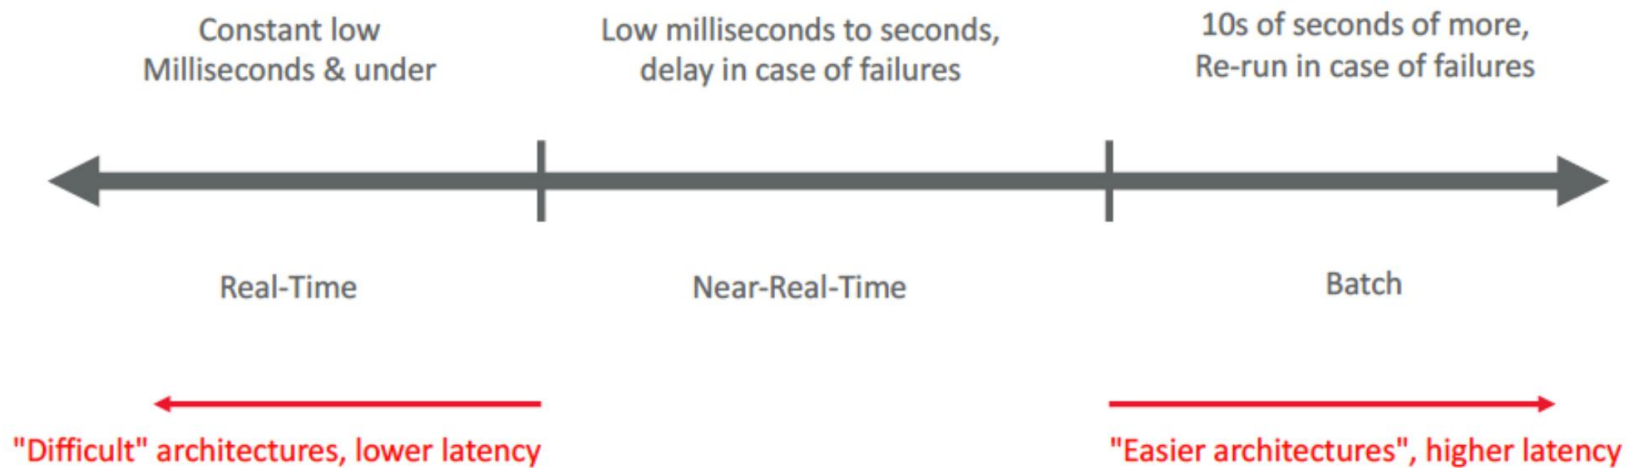 Constant low
Milliseconds & under
Low milliseconds to seconds,
delay in case of failures
10s of seconds of more,
Re-run in case of failures
Real-Time
Near-Real-Time
Batch
"Difficult" architectures, lower latency
"Easier architectures", higher latency